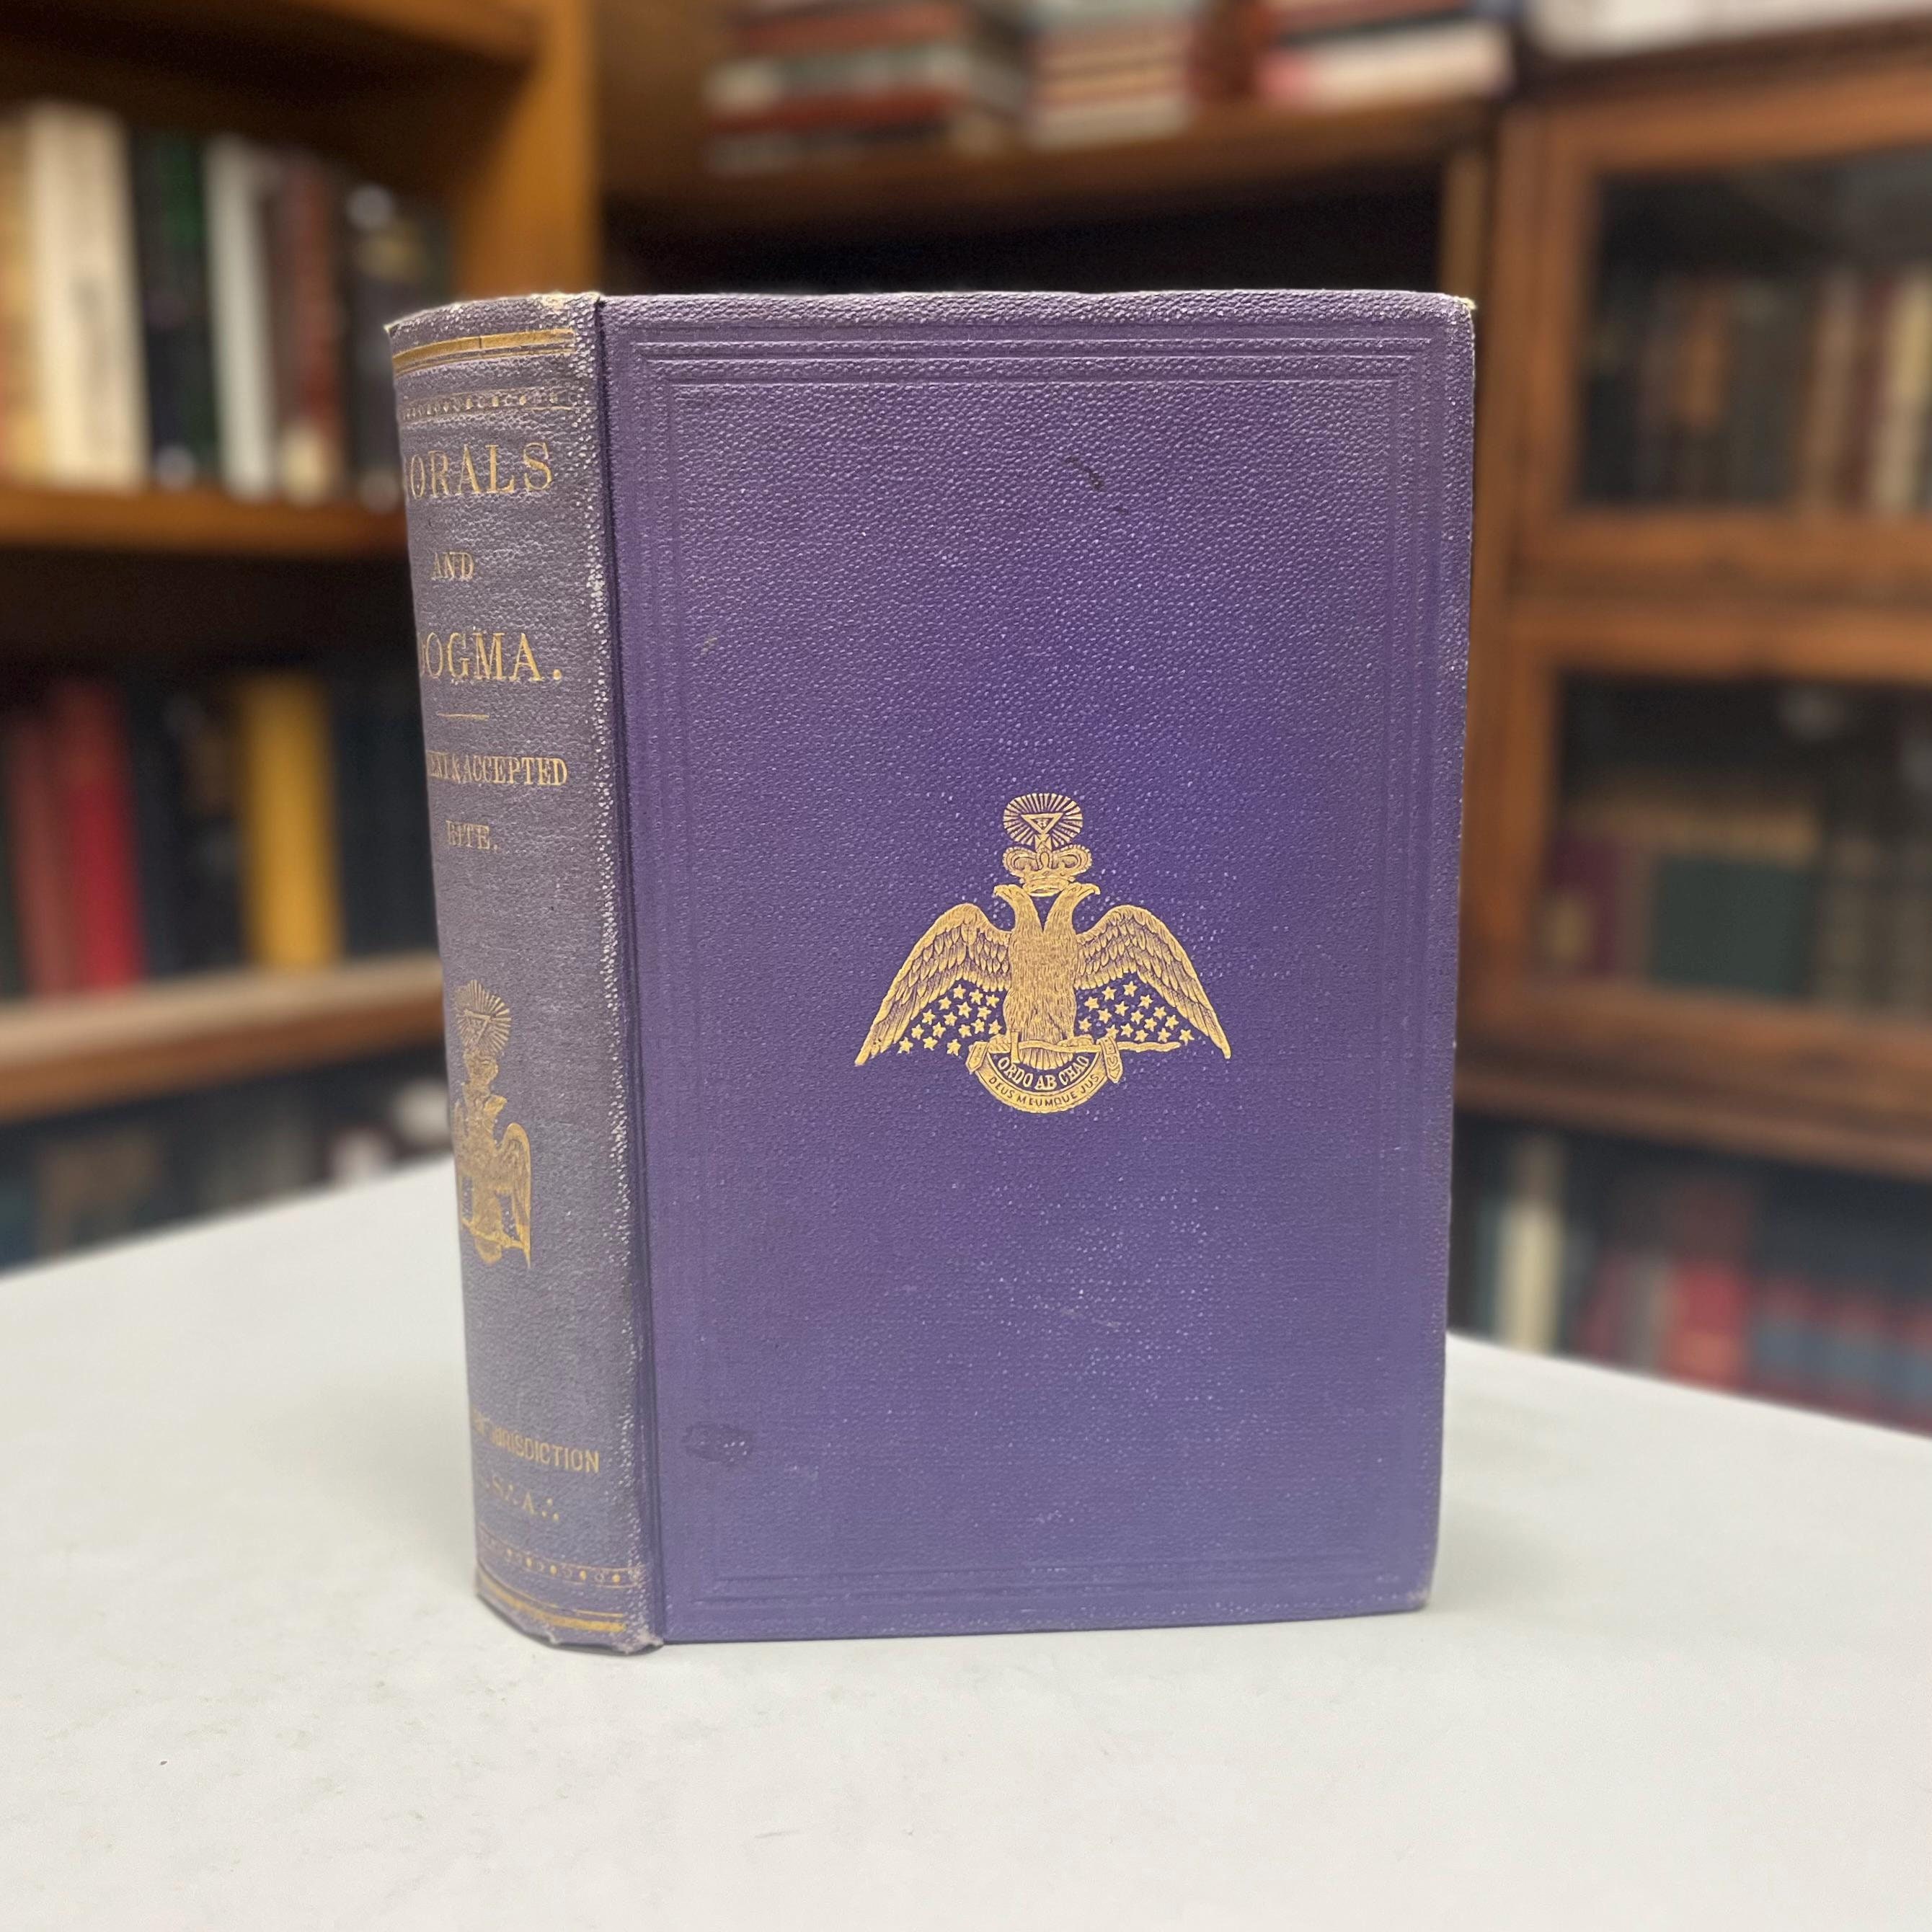 ORALS
AND
OGMA.
& ACCEPTED
RITE.
JURISDICTION
S∴ A∴
ORDO AB CHAO
DEUS MEUMQUE JUS